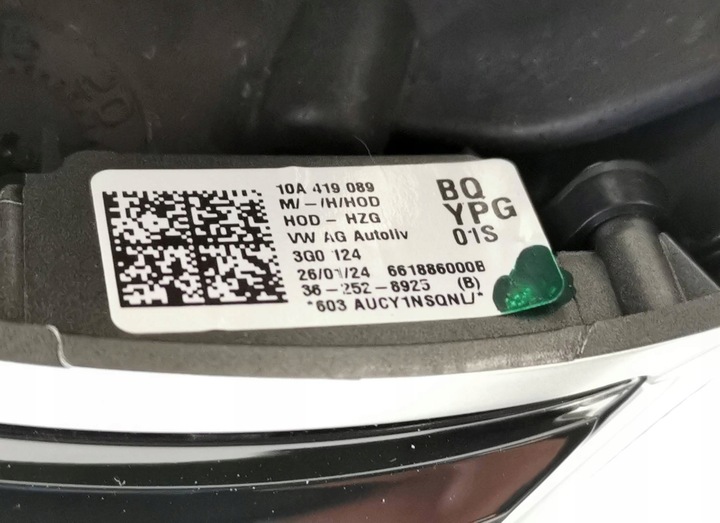 10A 419 089
M/-/H/HOD
HOD - HZG
VW AG Autoliv
3G0 124
26/01/24 661886000B
36-252-8925 (B)
*603 AUCY1NSQNL/*
BQ
YPG
01S